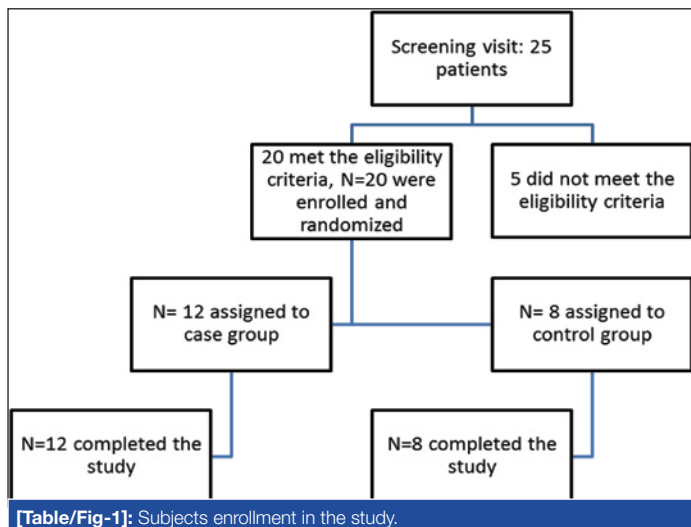 Screening visit: 25
patients
20 met the eligibility
criteria, N=20 were
enrolled and
randomized
5 did not meet the
eligibility criteria
N= 12 assigned to
case group
N= 8 assigned to
control group
N=12 completed the
study
N=8 completed the
study
[Table/Fig-1]: Subjects enrollment in the study.